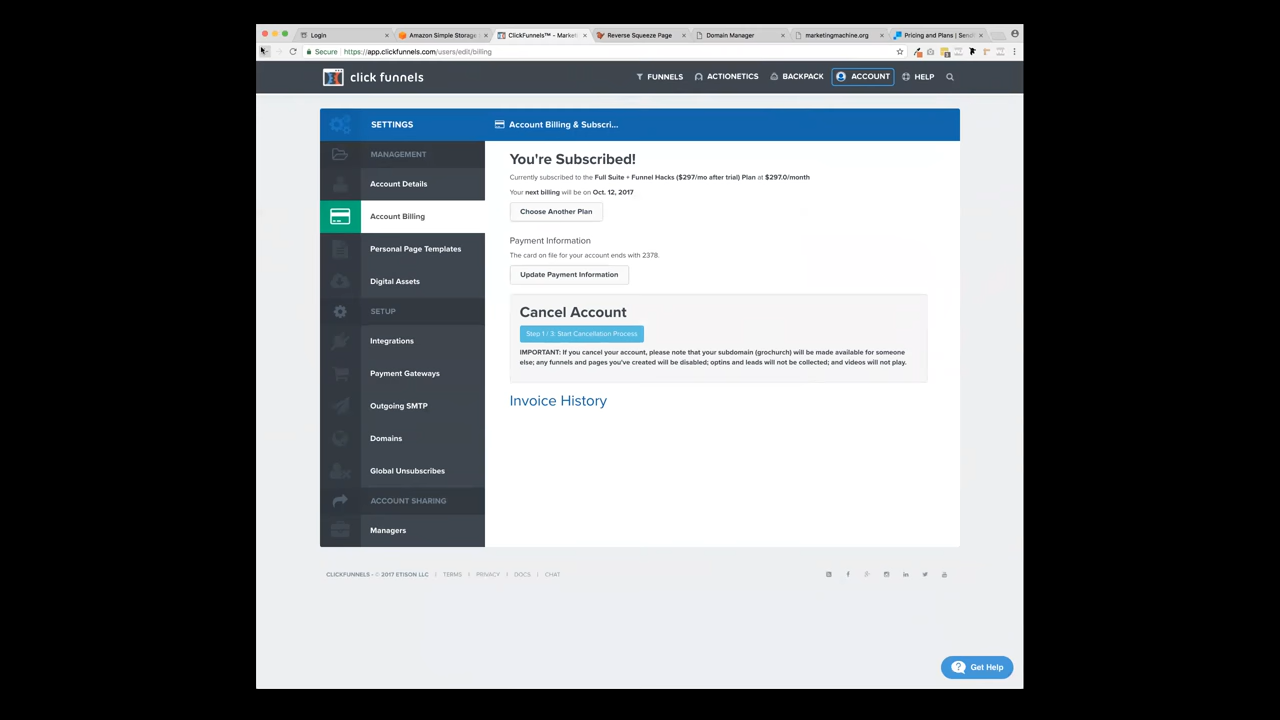 Login
Amazon Simple Storage
ClickFunnels™ - Market
Reverse Squeeze Page
Domain Manager
marketingmachine.org
Pricing and Plans | Send
Secure
https://app.clickfunnels.com/users/edit/billing
click funnels
FUNNELS
ACTIONETICS
BACKPACK
ACCOUNT
HELP
SETTINGS
Account Billing & Subscri...
MANAGEMENT
Account Details
Account Billing
Personal Page Templates
Digital Assets
SETUP
Integrations
Payment Gateways
Outgoing SMTP
Domains
Global Unsubscribes
ACCOUNT SHARING
Managers
You're Subscribed!
Currently subscribed to the Full Suite + Funnel Hacks ($297/mo after trial) Plan at $297.0/month
Your next billing will be on Oct. 12, 2017
Choose Another Plan
Payment Information
The card on file for your account ends with 2378.
Update Payment Information
Cancel Account
Step 1 / 3: Start Cancellation Process
IMPORTANT: If you cancel your account, please note that your subdomain (grochurch) will be made available for someone
else; any funnels and pages you've created will be disabled; optins and leads will not be collected; and videos will not play.
Invoice History
CLICKFUNNELS - © 2017 ETISON LLC | TERMS | PRIVACY | DOCS | CHAT
Get Help